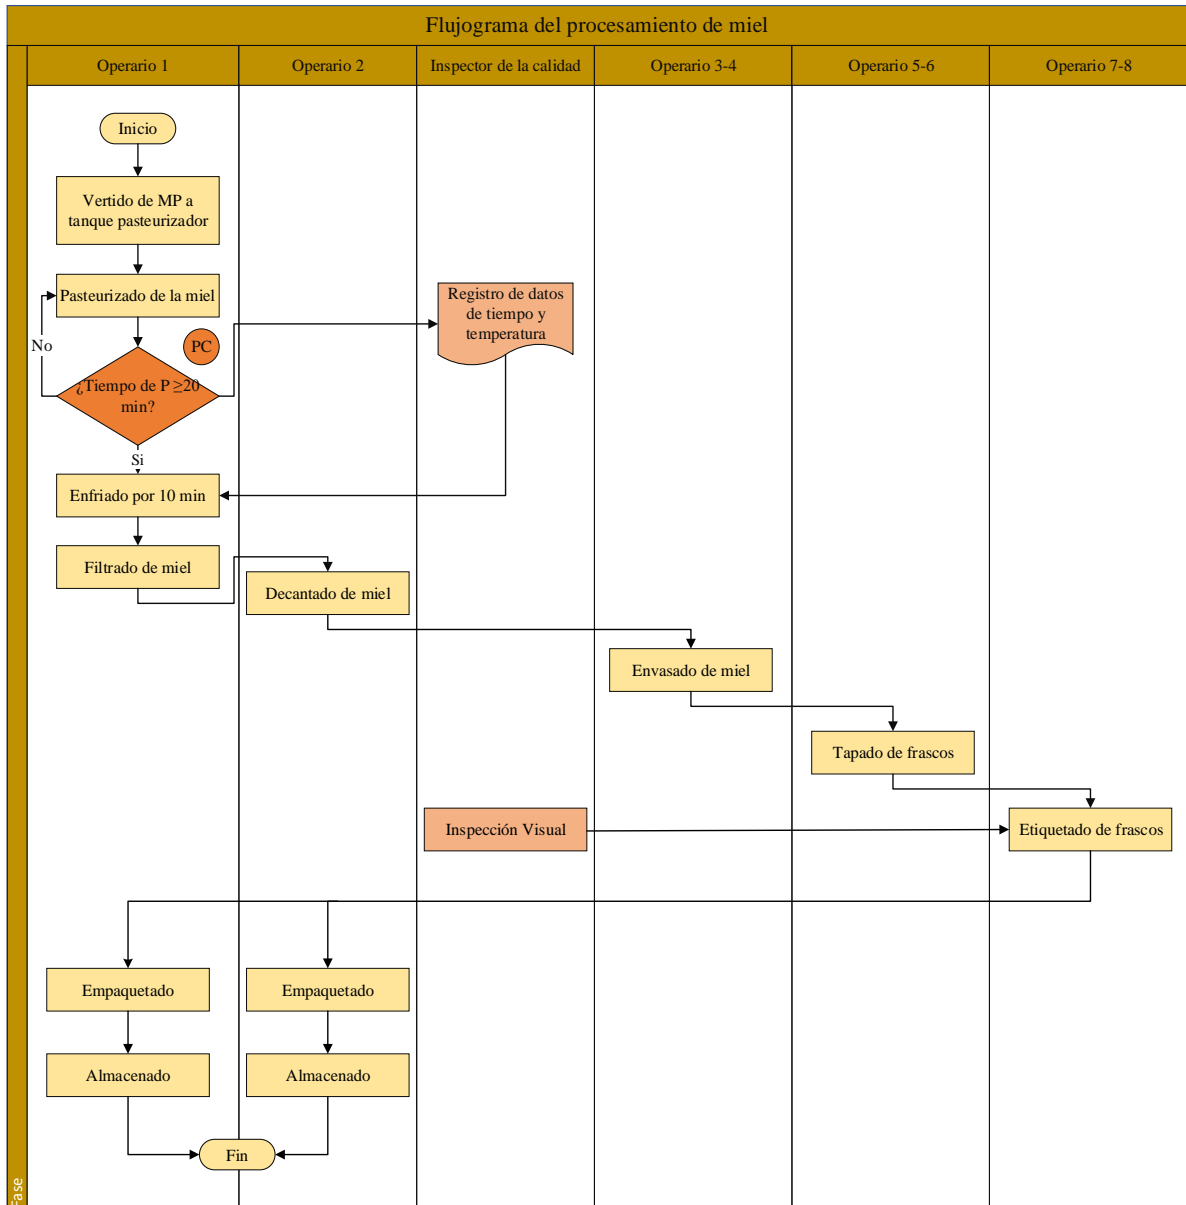 Flujograma del procesamiento de miel
Operario 1
Operario 2
Inspector de la calidad
Operario 3-4
Operario 5-6
Operario 7-8
Inicio
Vertido de MP a
tanque pasteurizador
Pasteurizado de la miel
Registro de datos
de tiempo y
temperatura
No
PC
¿Tiempo de P ≥20
min?
Si
Enfriado por 10 min
Filtrado de miel
Decantado de miel
Envasado de miel
Tapado de frascos
Inspección Visual
Etiquetado de frascos
Empaquetado
Empaquetado
Almacenado
Almacenado
Fin
Fase